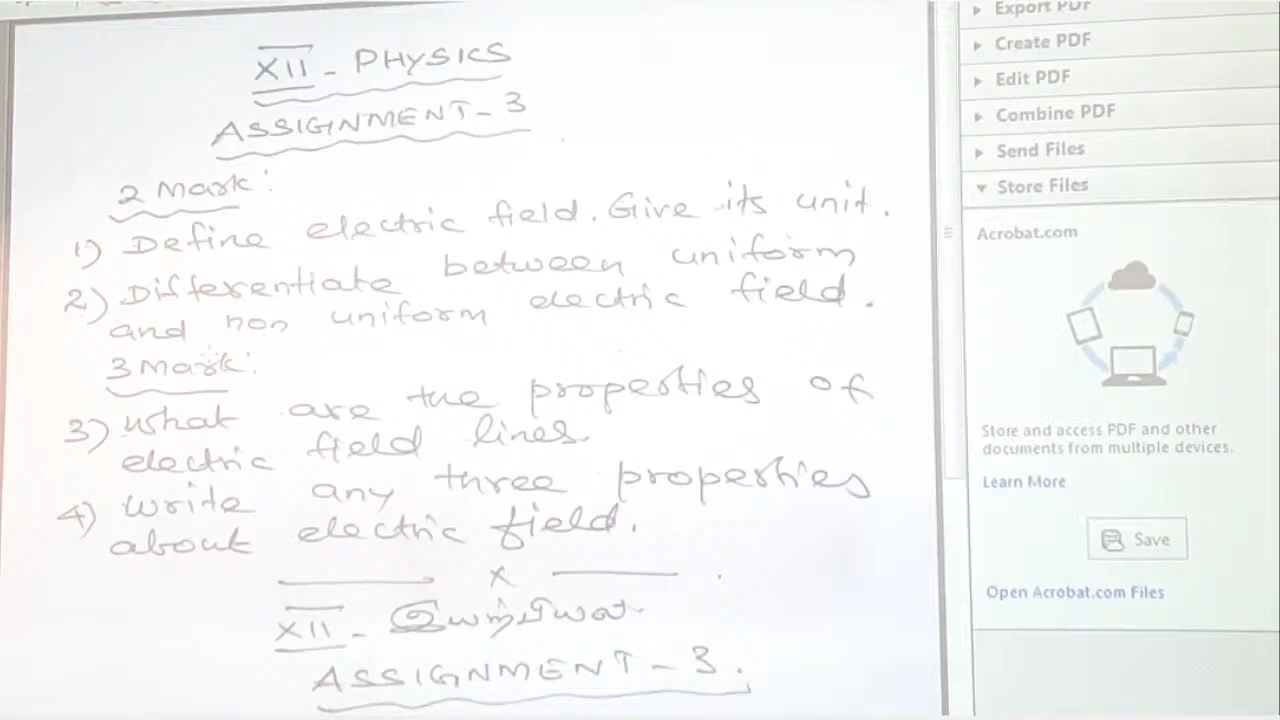 XII - PHYSICS
ASSIGNMENT - 3
2 Mark:
1) Define electric field. Give its unit.
2) Differentiate between uniform
and non uniform electric field.
3 Mark:
3) What are the properties of
electric field lines.
4) Write any three properties
about electric field.
x
XII - இயற்பியல்
ASSIGNMENT - 3.
Export PDF
Create PDF
Edit PDF
Combine PDF
Send Files
Store Files
Acrobat.com
Store and access PDF and other
documents from multiple devices.
Learn More
Save
Open Acrobat.com Files